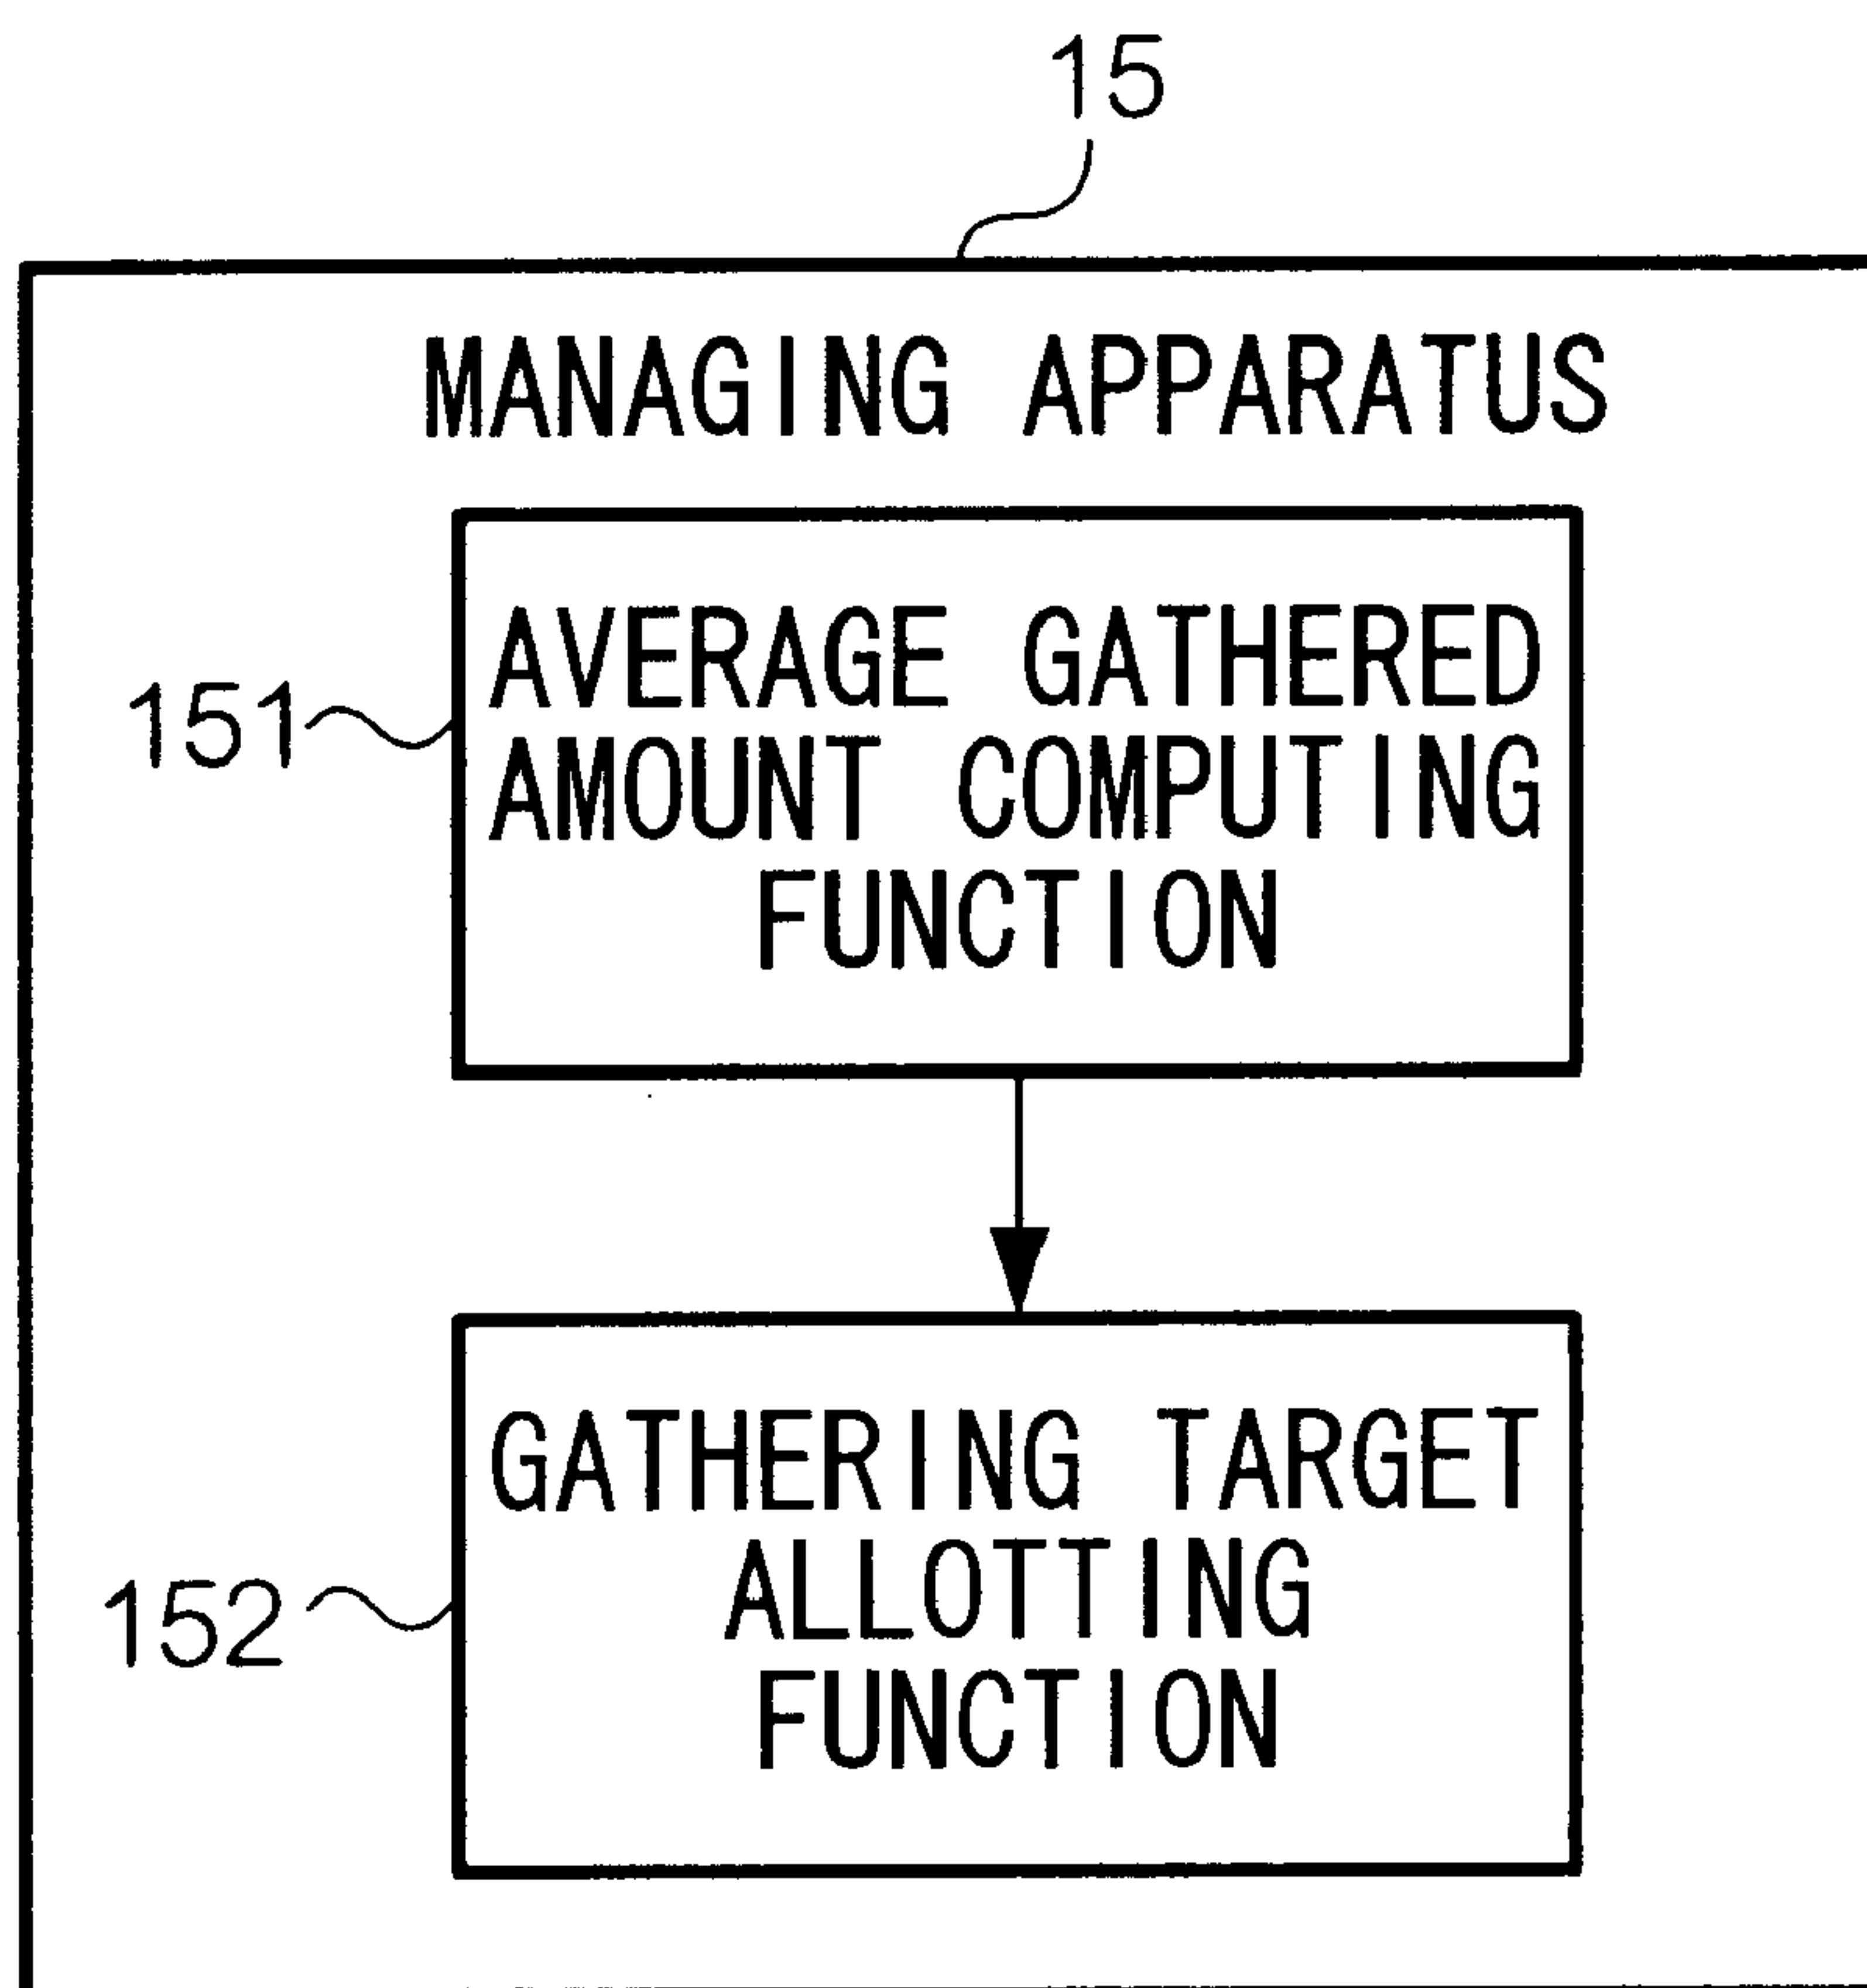 15
MANAGING APPARATUS
151
AVERAGE GATHERED
AMOUNT COMPUTING
FUNCTION
152
GATHERING TARGET
ALLOTTING
FUNCTION